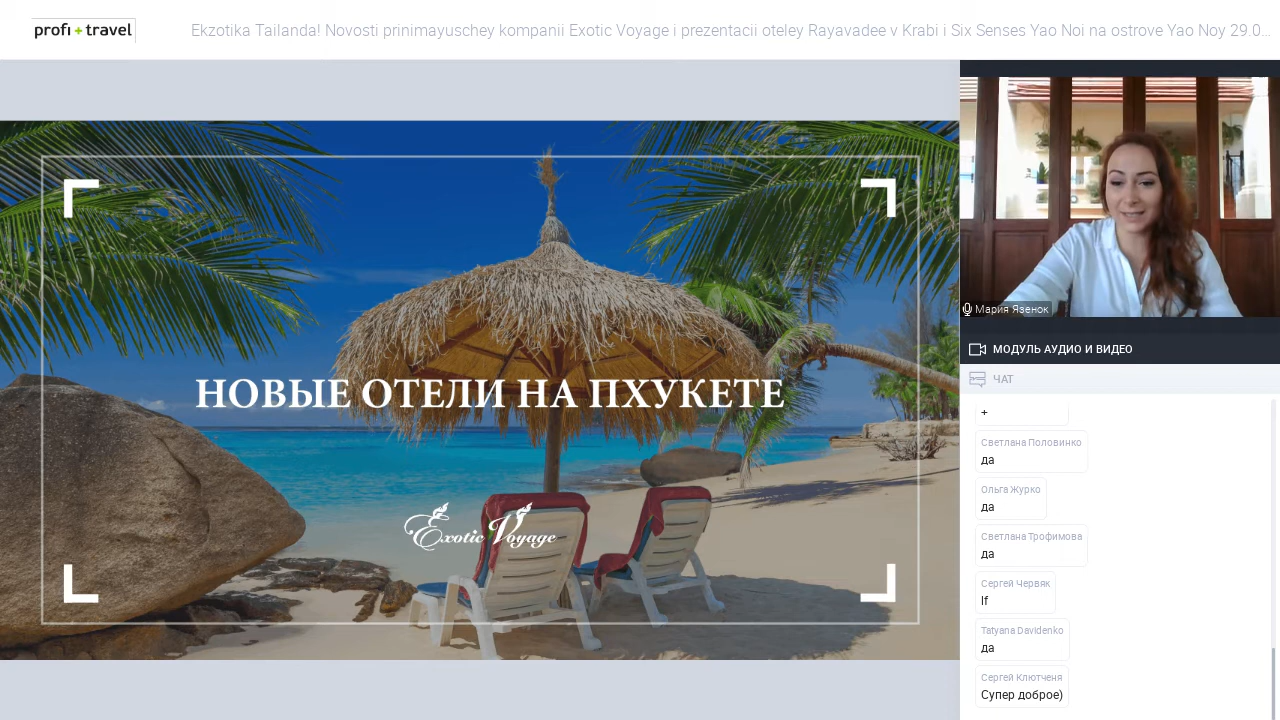 profi + travel
Ekzotika Tailanda! Novosti prinimayuschey kompanii Exotic Voyage i prezentacii oteley Rayavadee v Krabi i Six Senses Yao Noi na ostrove Yao Noy 29.0...
НОВЫЕ ОТЕЛИ НА ПХУКЕТЕ
Exotic Voyage
Мария Язенок
МОДУЛЬ АУДИО И ВИДЕО
ЧАТ
+
Светлана Половинко
да
Ольга Журко
да
Светлана Трофимова
да
Сергей Червяк
lf
Tatyana Davidenko
да
Сергей Клютченя
Супер доброе)